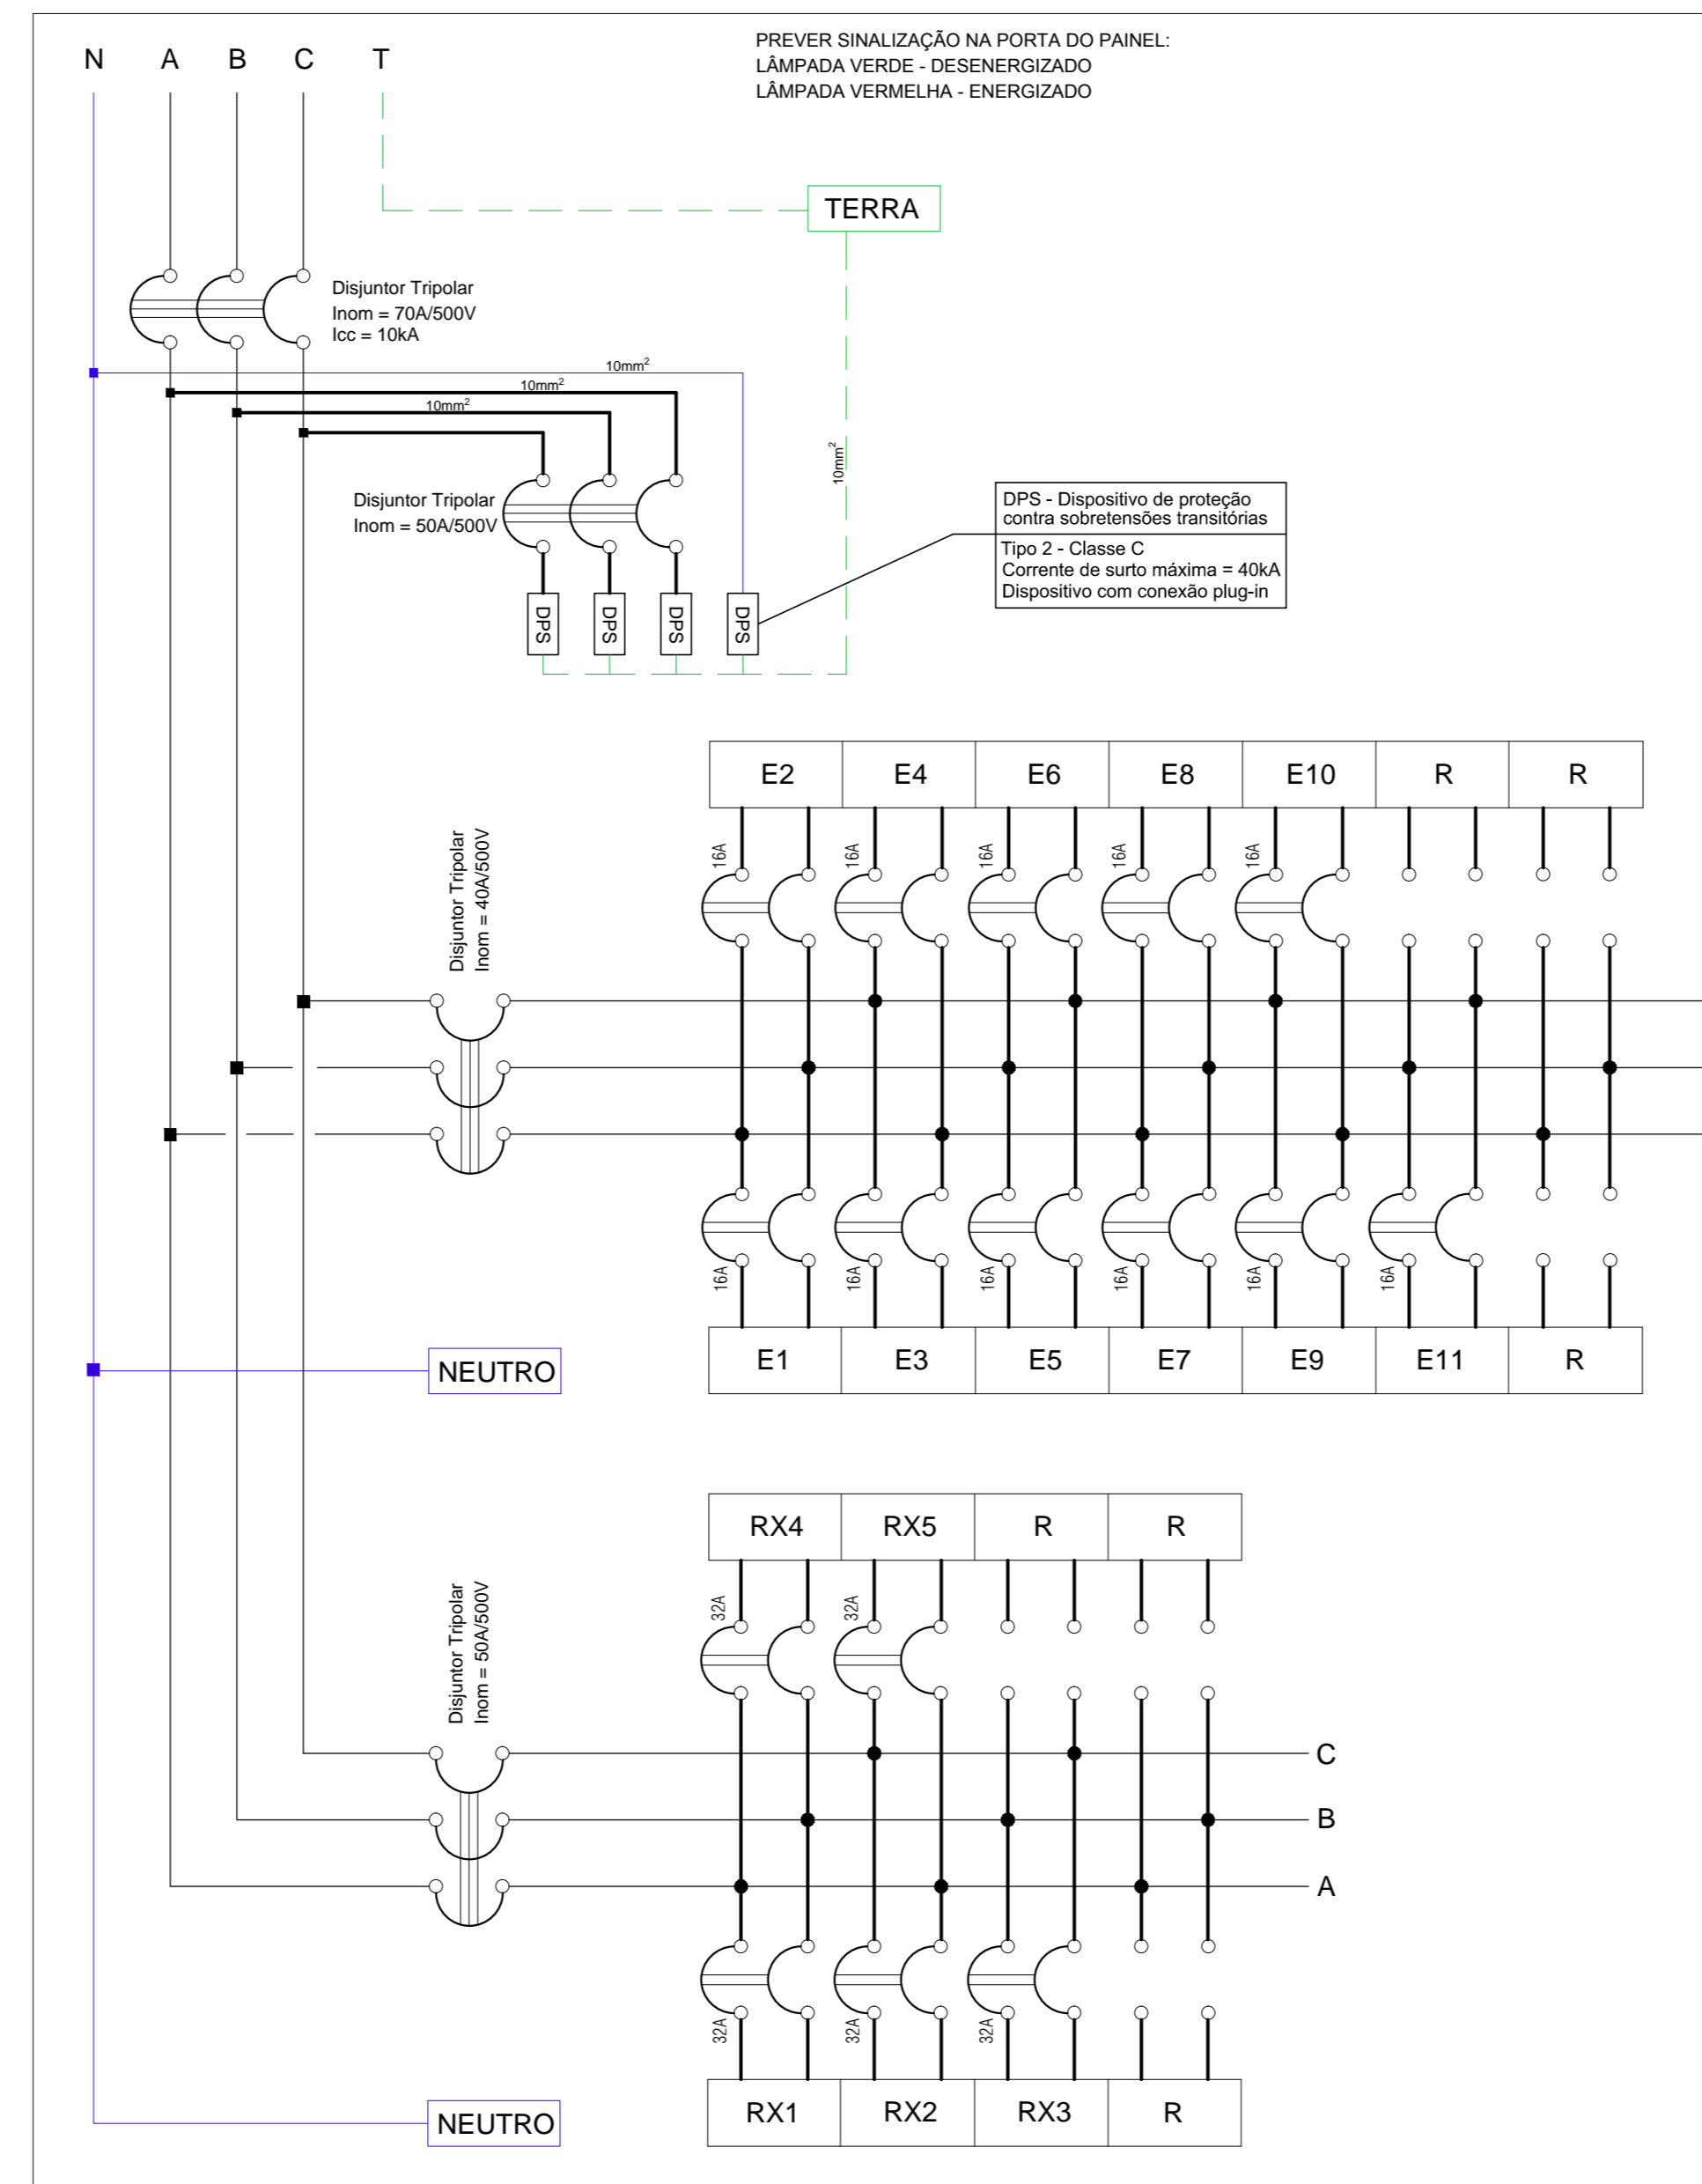 N A B C T
PREVER SINALIZAÇÃO NA PORTA DO PAINEL:
LÂMPADA VERDE - DESENERGIZADO
LÂMPADA VERMELHA - ENERGIZADO
TERRA
Disjuntor Tripolar
Inom = 70A/500V
Icc = 10kA
10mm²
10mm²
10mm²
10mm²
Disjuntor Tripolar
Inom = 50A/500V
DPS DPS DPS DPS
DPS - Dispositivo de proteção
contra sobretensões transitórias
Tipo 2 - Classe C
Corrente de surto máxima = 40kA
Dispositivo com conexão plug-in
E2 E4 E6 E8 E10 R R
16A 16A 16A 16A 16A
Disjuntor Tripolar
Inom = 40A/500V
16A 16A 16A 16A 16A 16A
E1 E3 E5 E7 E9 E11 R
NEUTRO
RX4 RX5 R R
32A 32A
Disjuntor Tripolar
Inom = 50A/500V
C
B
A
32A 32A 32A
RX1 RX2 RX3 R
NEUTRO